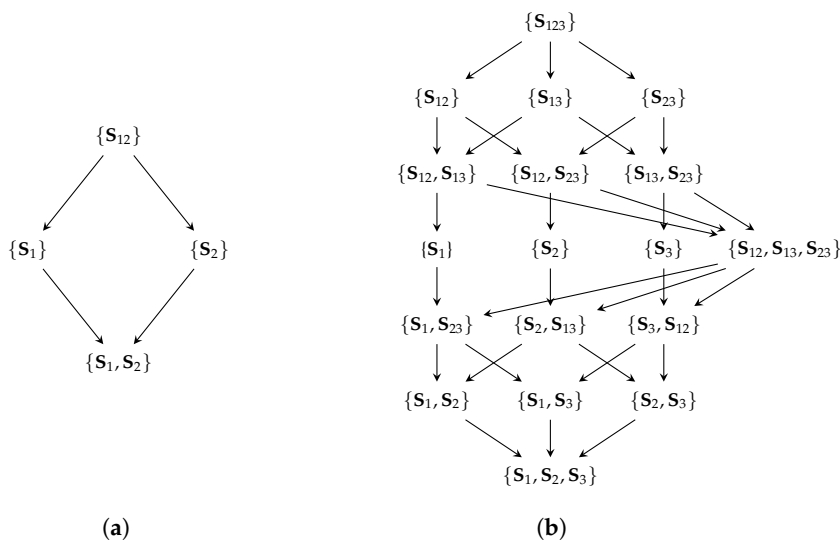 {S₁₂₃}
{S₁₂} {S₁₃} {S₂₃}
{S₁₂}
{S₁₂, S₁₃} {S₁₂, S₂₃} {S₁₃, S₂₃}
{S₁} {S₂} {S₁} {S₂} {S₃} {S₁₂, S₁₃, S₂₃}
{S₁, S₂₃} {S₂, S₁₃} {S₃, S₁₂}
{S₁, S₂}
{S₁, S₂} {S₁, S₃} {S₂, S₃}
{S₁, S₂, S₃}
(a) (b)